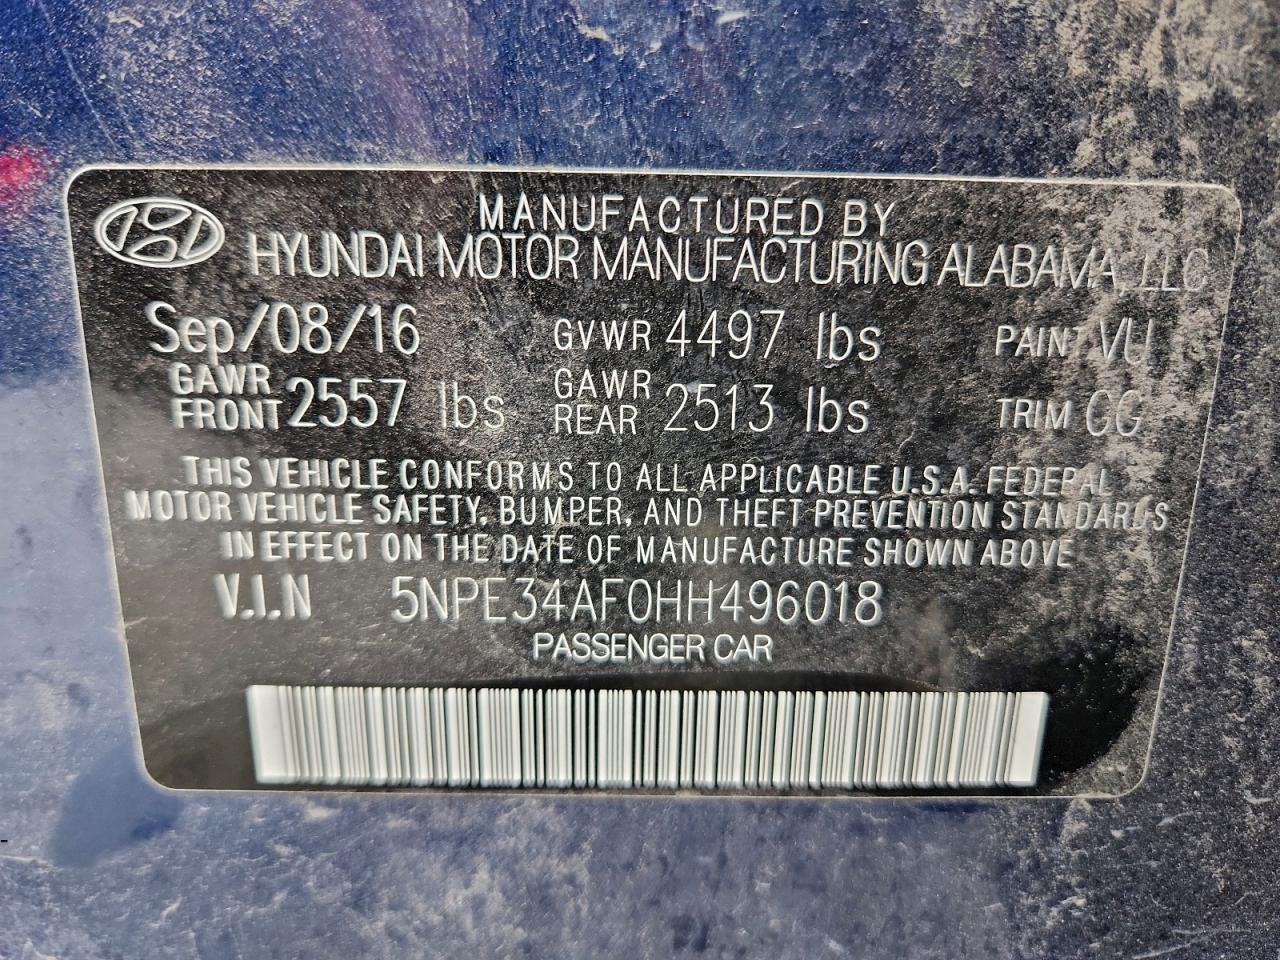 MANUFACTURED BY
HYUNDAI MOTOR MANUFACTURING ALABAMA, LLC
Sep/08/16 GVWR 4497 lbs PAINT VU
GAWR FRONT 2557 lbs GAWR REAR 2513 lbs TRIM CG
THIS VEHICLE CONFORMS TO ALL APPLICABLE U.S.A. FEDERAL
MOTOR VEHICLE SAFETY, BUMPER, AND THEFT PREVENTION STANDARDS
IN EFFECT ON THE DATE OF MANUFACTURE SHOWN ABOVE
V.I.N 5NPE34AF0HH496018
PASSENGER CAR